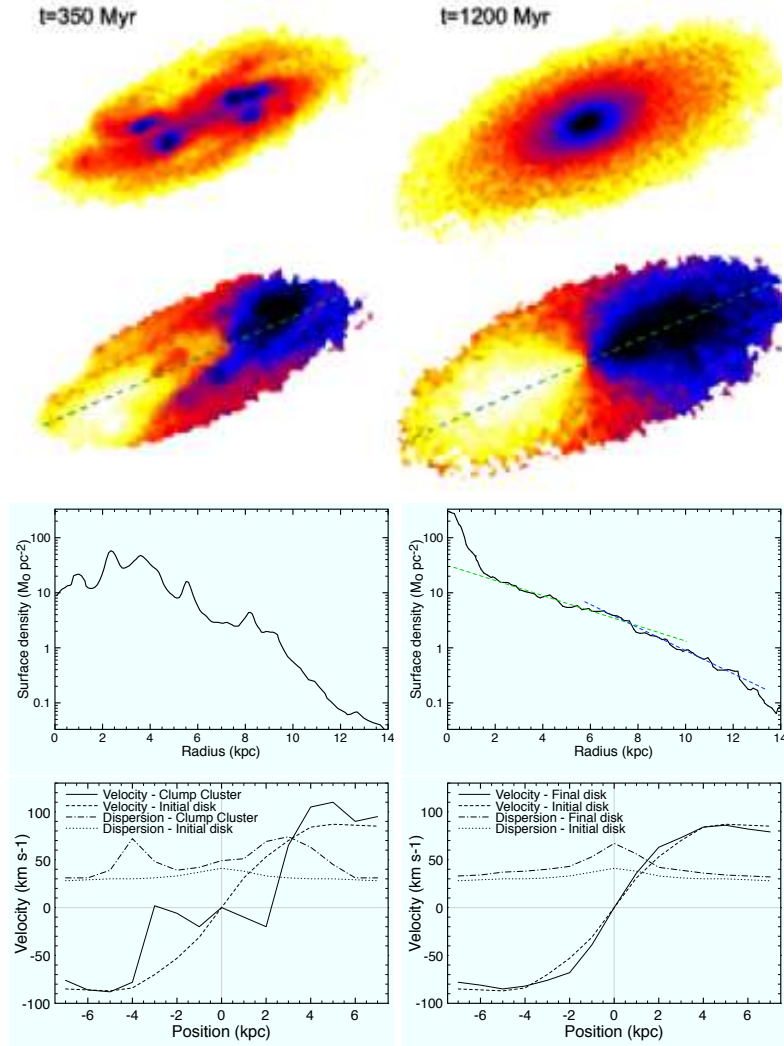 t=350 Myr
t=1200 Myr
Surface density (M⊙ pc-2)
100
10
1
0.1
0 2 4 6 8 10 12 14
Radius (kpc)
Surface density (M⊙ pc-2)
100
10
1
0.1
0 2 4 6 8 10 12 14
Radius (kpc)
Velocity (km s-1)
100
50
0
-50
-100
Velocity - Clump Cluster
Velocity - Initial disk
Dispersion - Clump Cluster
Dispersion - Initial disk
-6 -4 -2 0 2 4 6
Position (kpc)
Velocity (km s-1)
100
50
0
-50
-100
Velocity - Final disk
Velocity - Initial disk
Dispersion - Final disk
Dispersion - Initial disk
-6 -4 -2 0 2 4 6
Position (kpc)